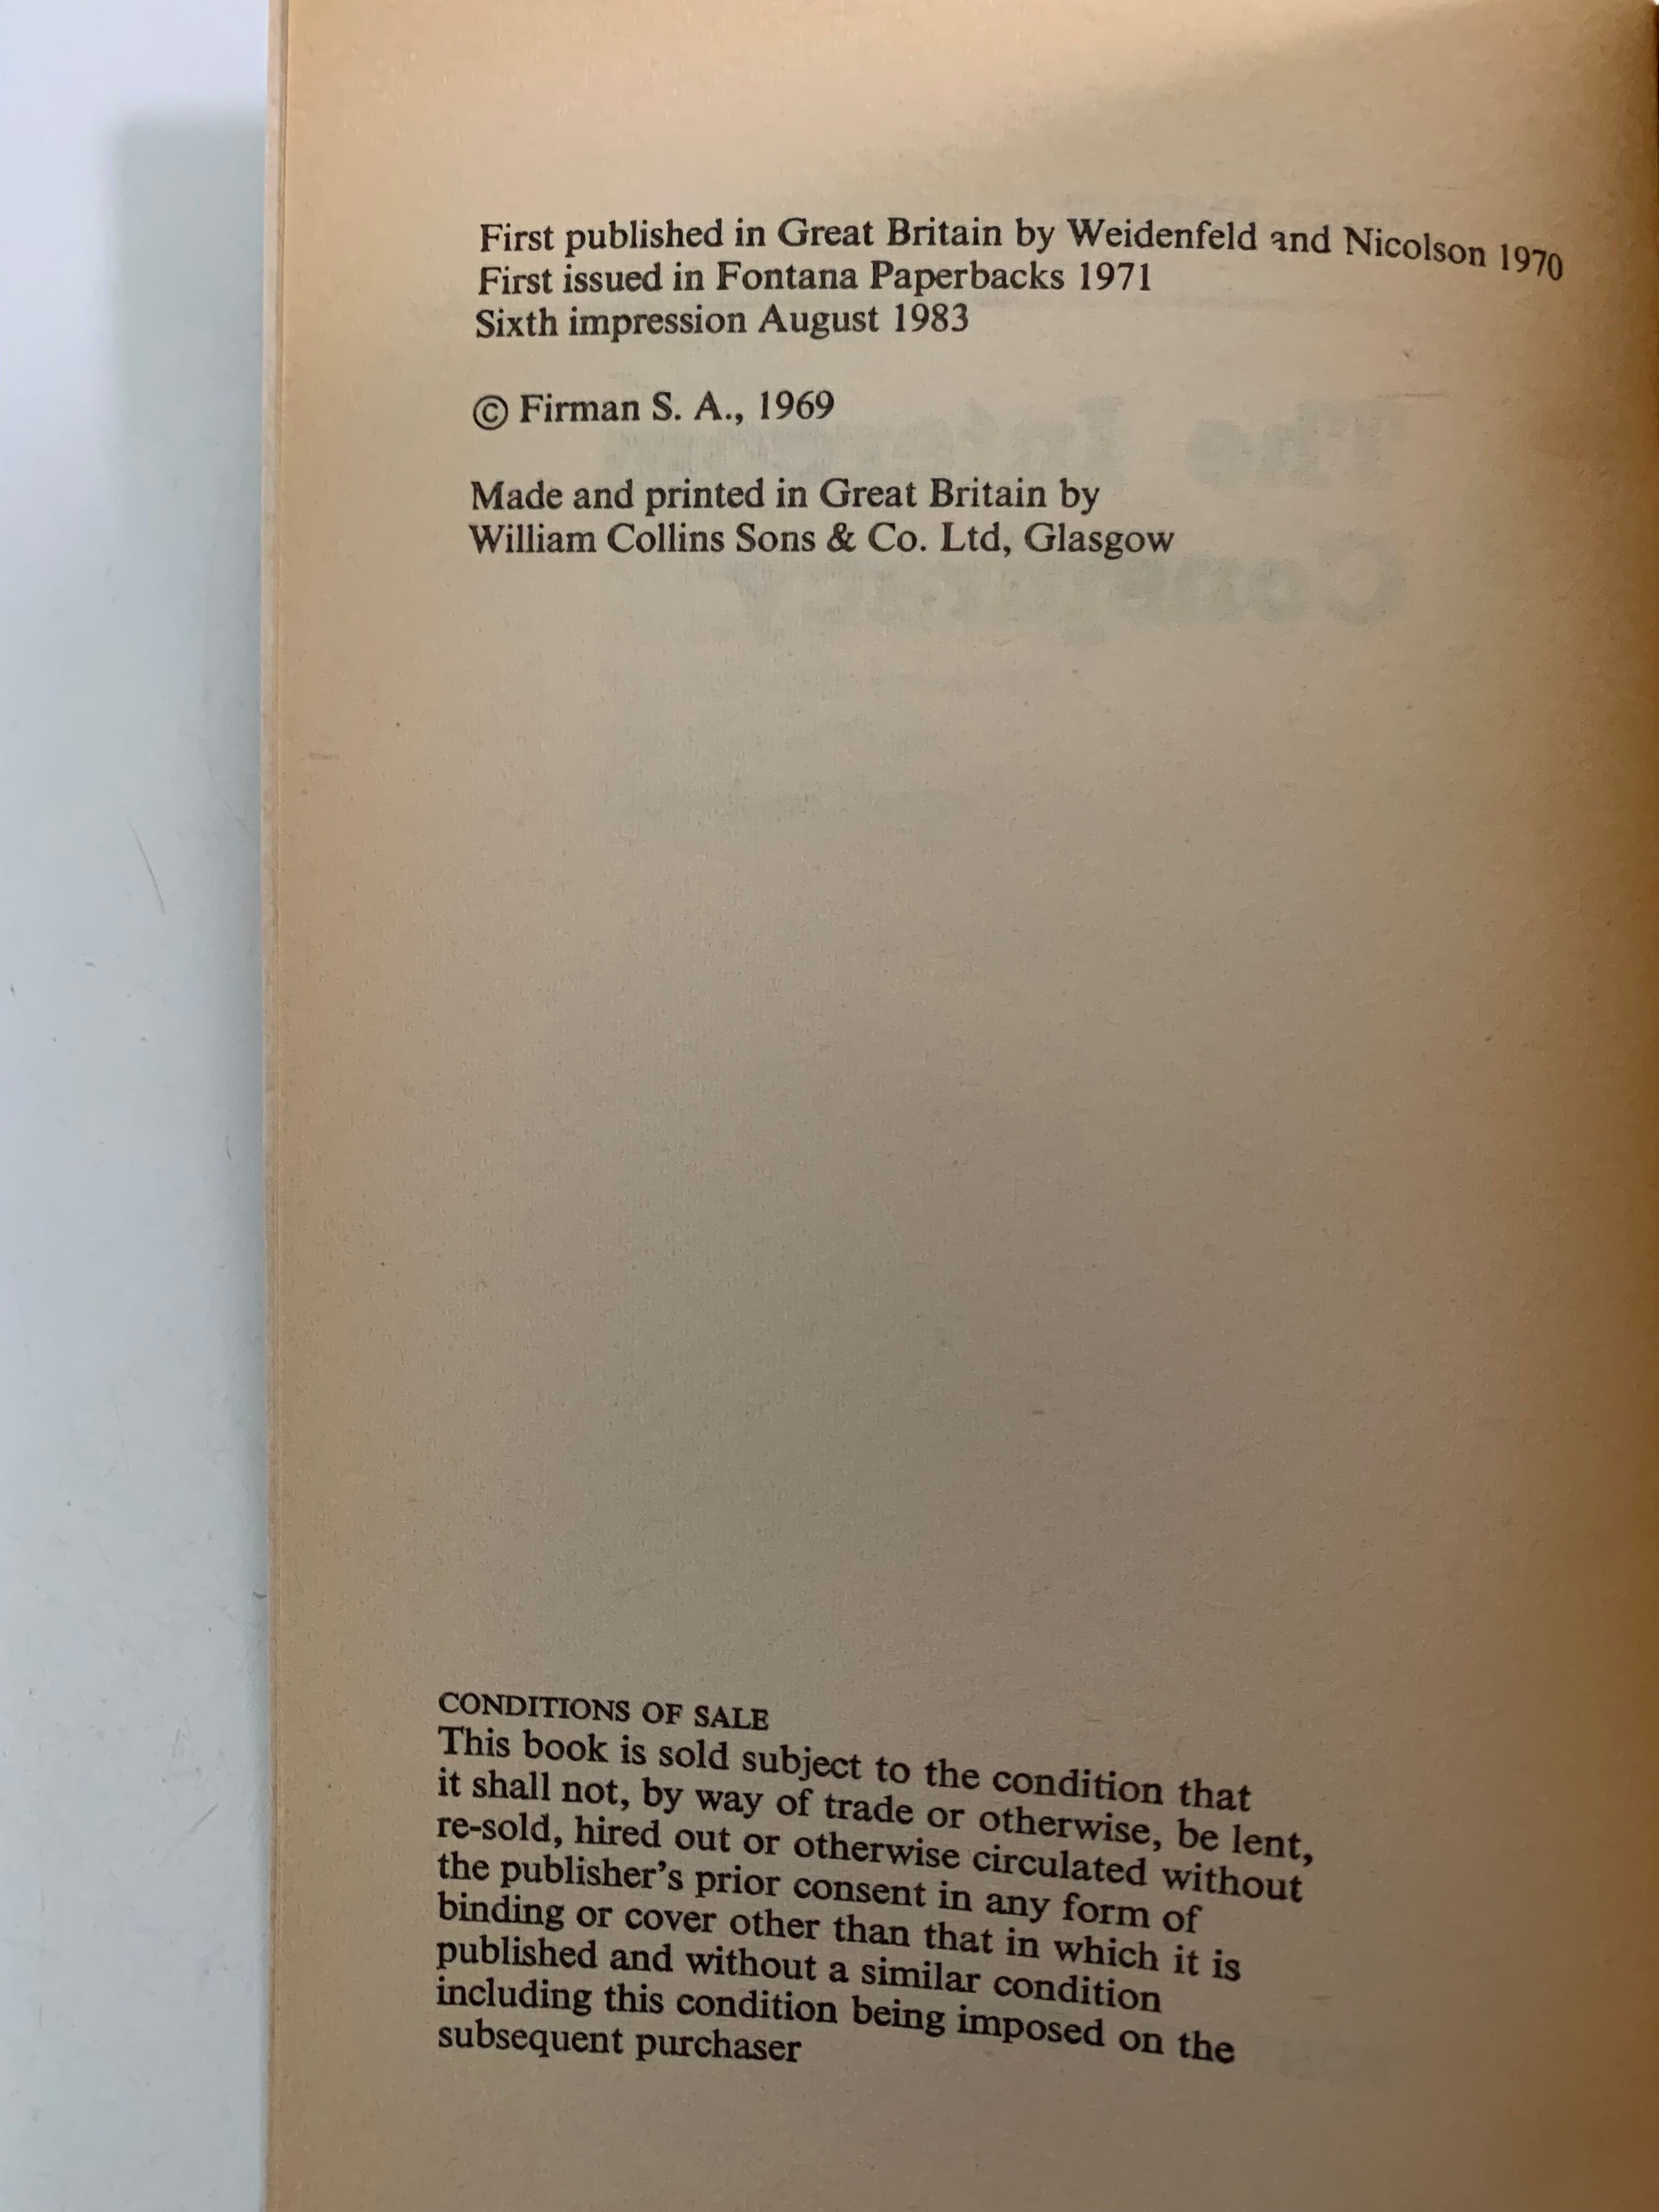 First published in Great Britain by Weidenfeld and Nicolson 1970
First issued in Fontana Paperbacks 1971
Sixth impression August 1983
© Firman S. A., 1969
Made and printed in Great Britain by
William Collins Sons & Co. Ltd, Glasgow
CONDITIONS OF SALE
This book is sold subject to the condition that
it shall not, by way of trade or otherwise, be lent,
re-sold, hired out or otherwise circulated without
the publisher's prior consent in any form of
binding or cover other than that in which it is
published and without a similar condition
including this condition being imposed on the
subsequent purchaser